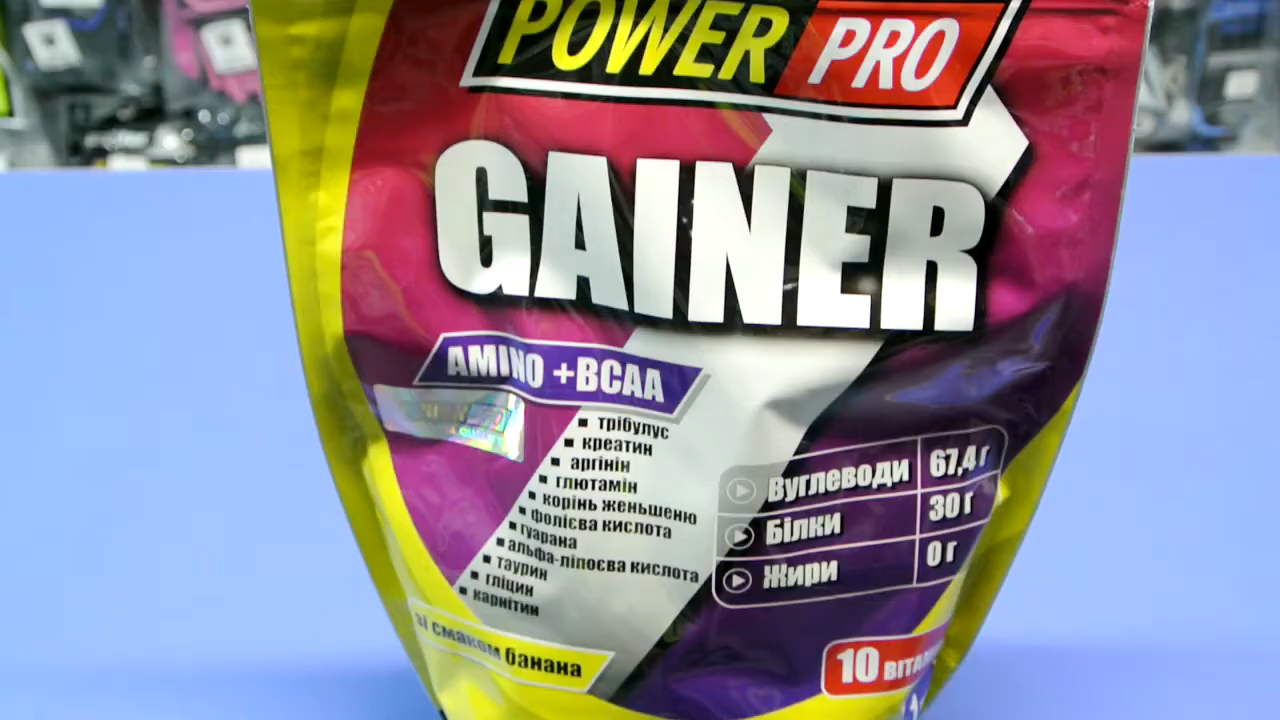 POWER PRO
GAINER
AMINO +BCAA
трібулус
креатин
аргінін
глютамін
корінь женьшеню
фолієва кислота
гуарана
альфа-ліпоєва кислота
таурин
гліцин
карнітин
Вуглеводи 67,4 г
Білки 30 г
Жири 0 г
зі смаком банана
10